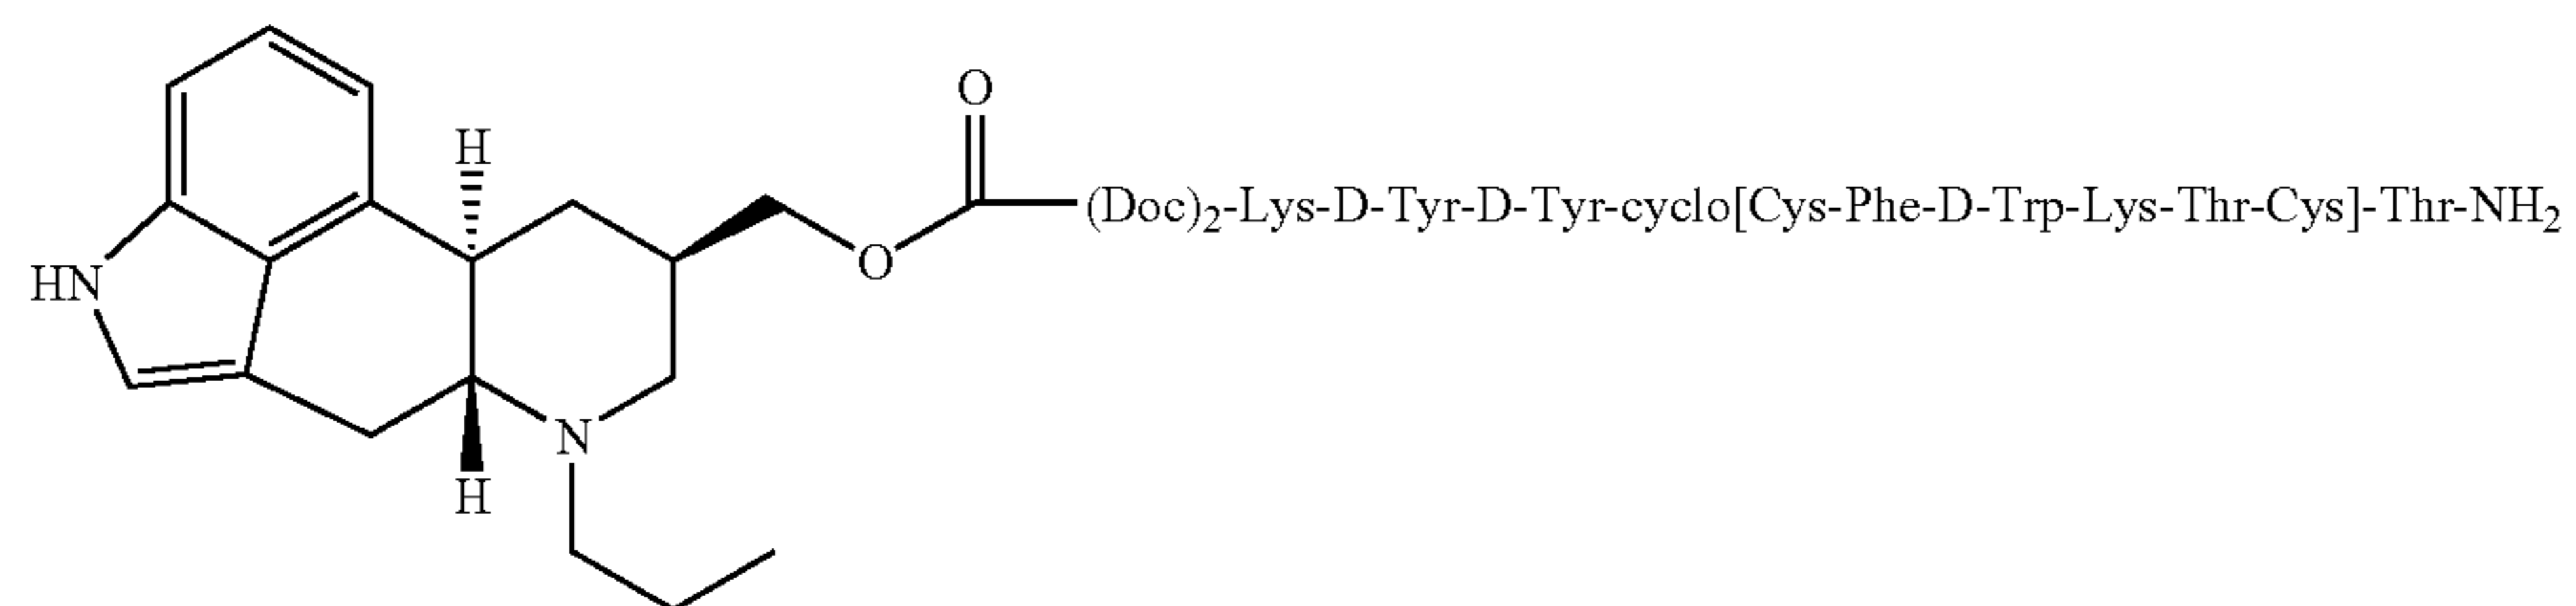 O
H
(Doc)₂-Lys-D-Tyr-D-Tyr-cyclo[Cys-Phe-D-Trp-Lys-Thr-Cys]-Thr-NH₂
O
HN
N
H